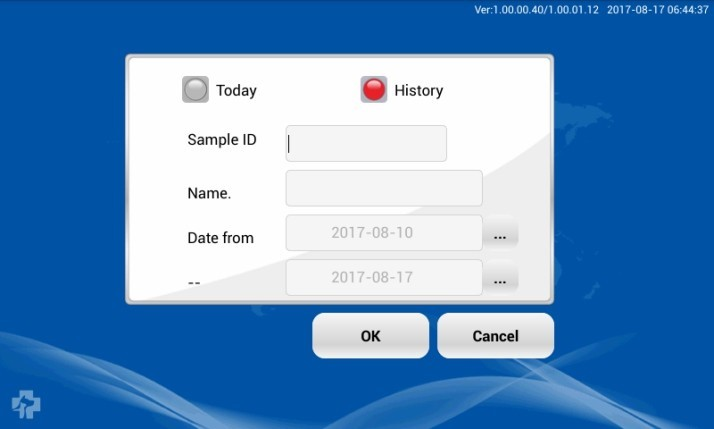 Ver:1.00.00.40/1.00.01.12 2017-08-17 06:44:37
Today History
Sample ID
Name.
Date from 2017-08-10 ...
-- 2017-08-17 ...
OK Cancel